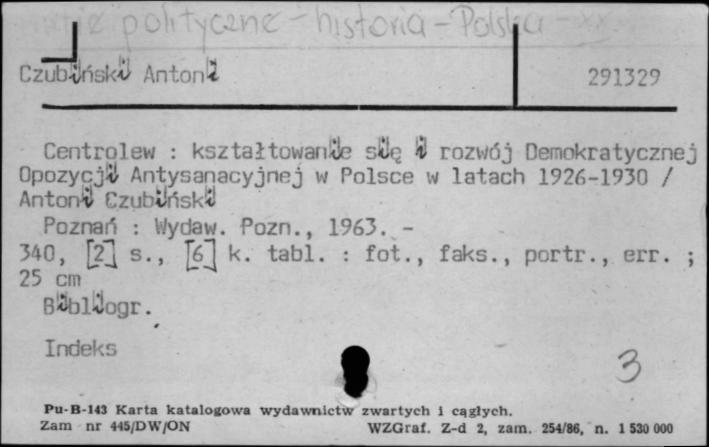 polityczne - historia - Polska - XX
Czubiński Antoni 291329
Centrolew : kształtowanie się i rozwój Demokratycznej
Opozycji Antysanacyjnej w Polsce w latach 1926-1930 /
Antoni Czubiński
Poznań : Wydaw. Pozn., 1963. -
340, [2] s., [6] k. tabl. : fot., faks., portr., err. ;
25 cm
Bibliogr.
Indeks
3
Pu-B-143 Karta katalogowa wydawnictw zwartych i cągłych.
Zam nr 445/DW/ON WZGraf. Z-d 2, zam. 254/86, n. 1 530 000